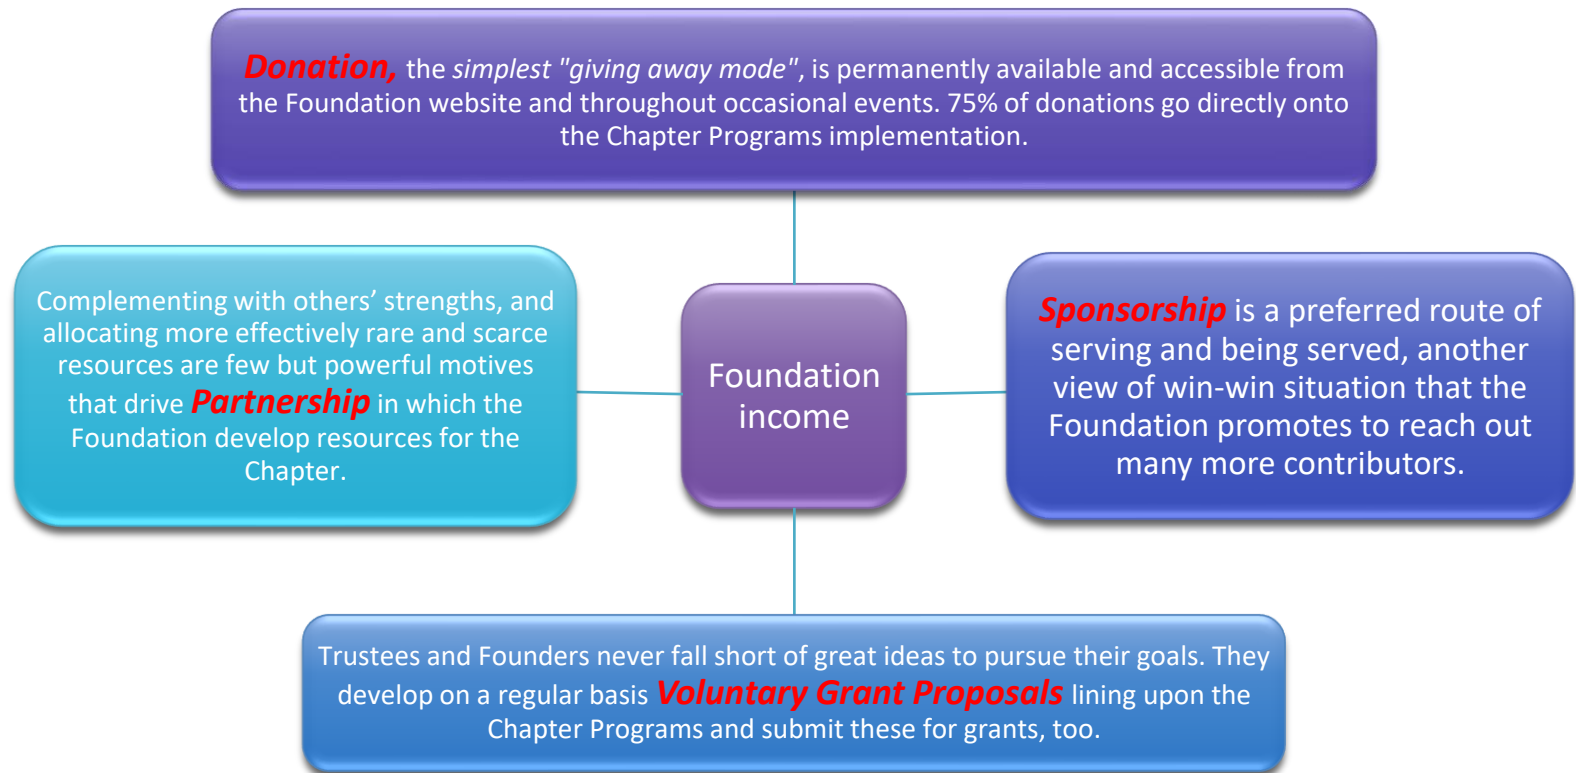 Donation, the simplest "giving away mode", is permanently available and accessible from
the Foundation website and throughout occasional events. 75% of donations go directly onto
the Chapter Programs implementation.
Complementing with others’ strengths, and
allocating more effectively rare and scarce
resources are few but powerful motives
that drive Partnership in which the
Foundation develop resources for the
Chapter.
Foundation
income
Sponsorship is a preferred route of
serving and being served, another
view of win-win situation that the
Foundation promotes to reach out
many more contributors.
Trustees and Founders never fall short of great ideas to pursue their goals. They
develop on a regular basis Voluntary Grant Proposals lining upon the
Chapter Programs and submit these for grants, too.